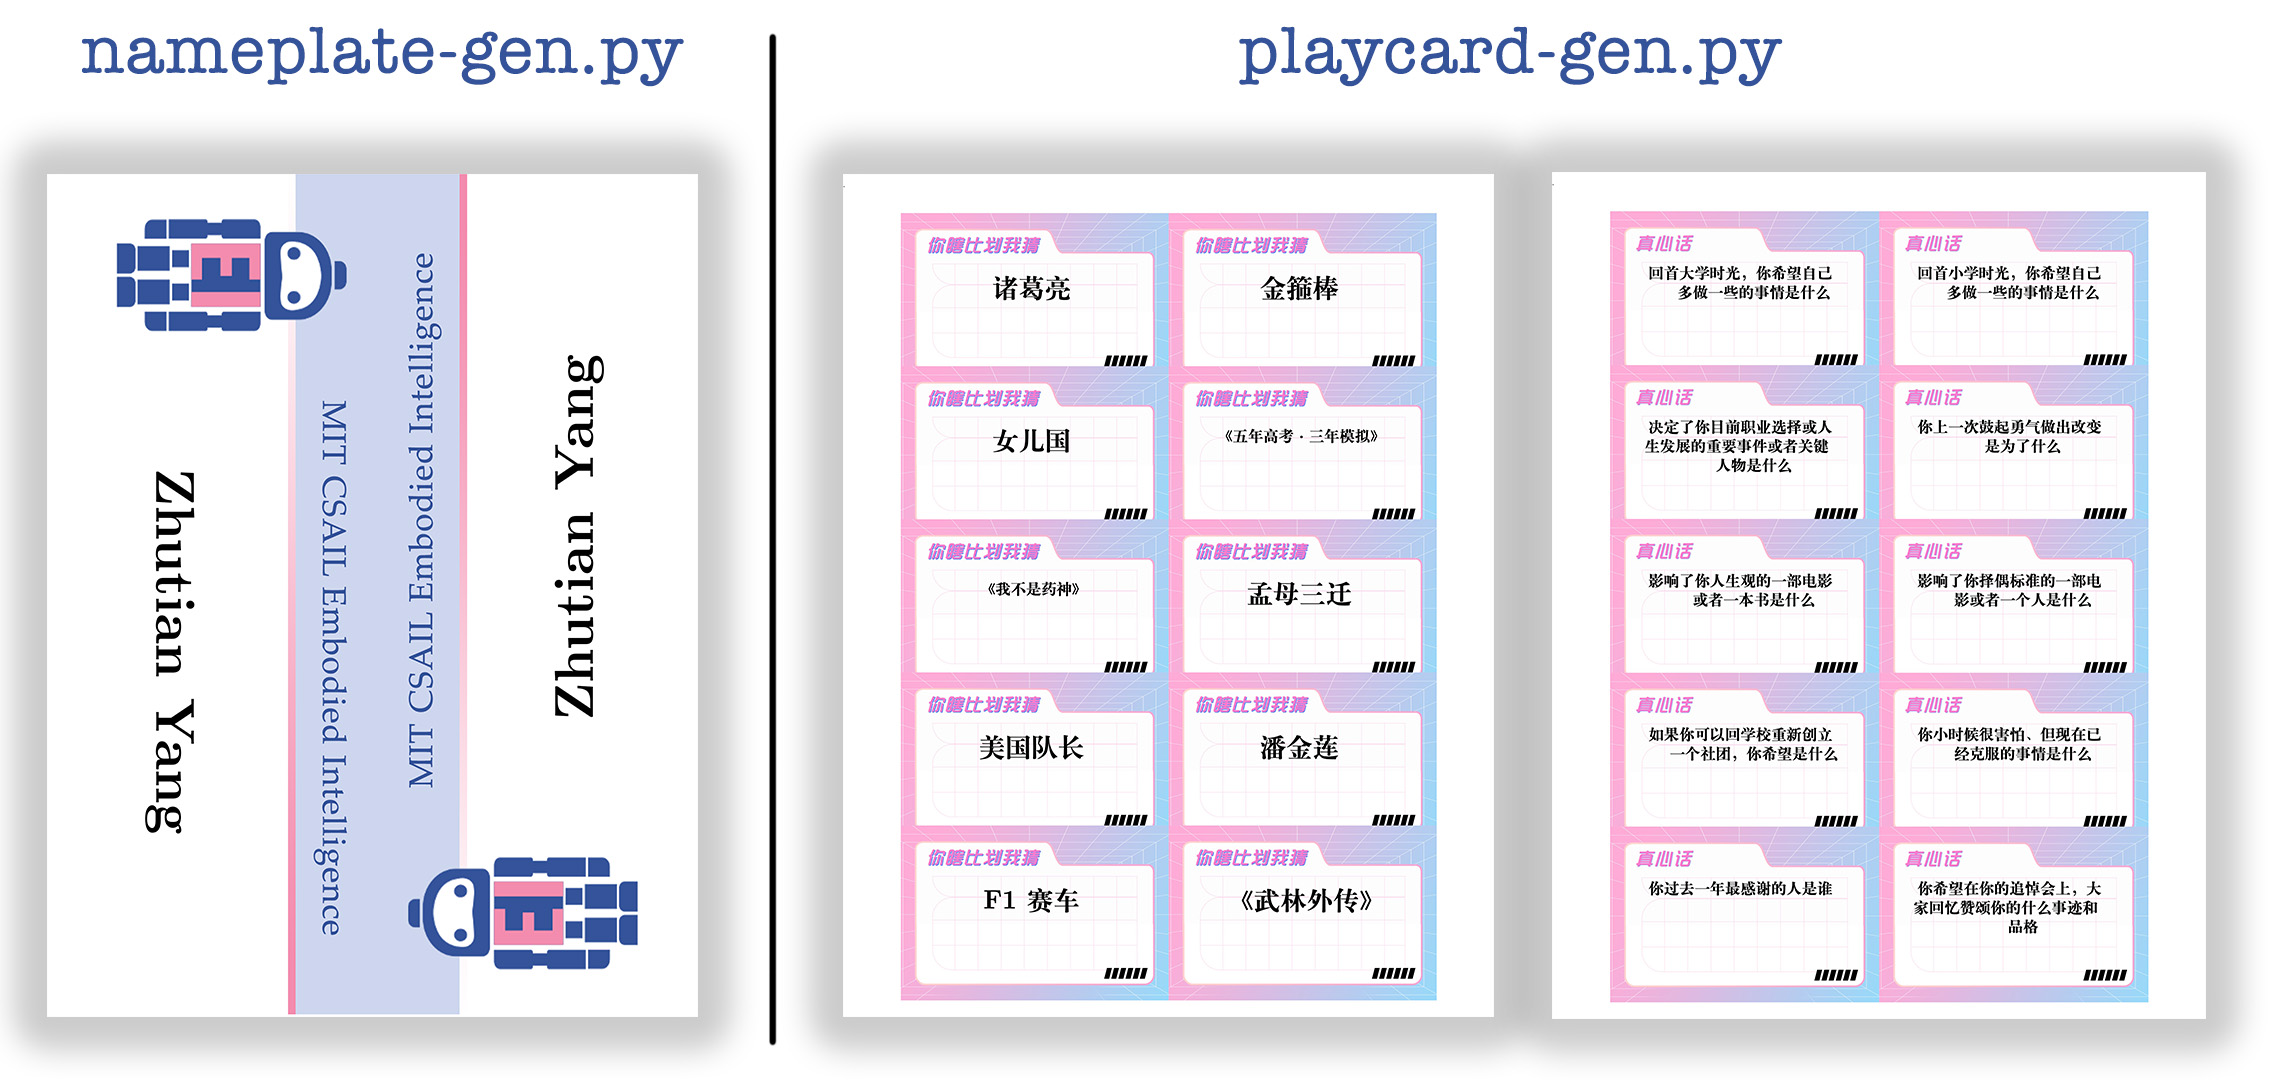 nameplate-gen.py
playcard-gen.py
Zhutian Yang
MIT CSAIL Embodied Intelligence
MIT CSAIL Embodied Intelligence
Zhutian Yang
E
E
你瞎比划我猜
诸葛亮
你瞎比划我猜
金箍棒
你瞎比划我猜
女儿国
你瞎比划我猜
《五年高考·三年模拟》
你瞎比划我猜
《我不是药神》
你瞎比划我猜
孟母三迁
你瞎比划我猜
美国队长
你瞎比划我猜
潘金莲
你瞎比划我猜
F1 赛车
你瞎比划我猜
《武林外传》
真心话
回首大学时光，你希望自己
多做一些的事情是什么
真心话
回首小学时光，你希望自己
多做一些的事情是什么
真心话
决定了你目前职业选择或人
生发展的重要事件或者关键
人物是什么
真心话
你上一次鼓起勇气做出改变
是为了什么
真心话
影响了你人生观的一部电影
或者一本书是什么
真心话
影响了你择偶标准的一部电
影或者一个人是什么
真心话
如果你可以回学校重新创立
一个社团，你希望是什么
真心话
你小时候很害怕、但现在已
经克服的事情是什么
真心话
你过去一年最感谢的人是谁
真心话
你希望在你的追悼会上，大
家回忆赞颂你的什么事迹和
品格